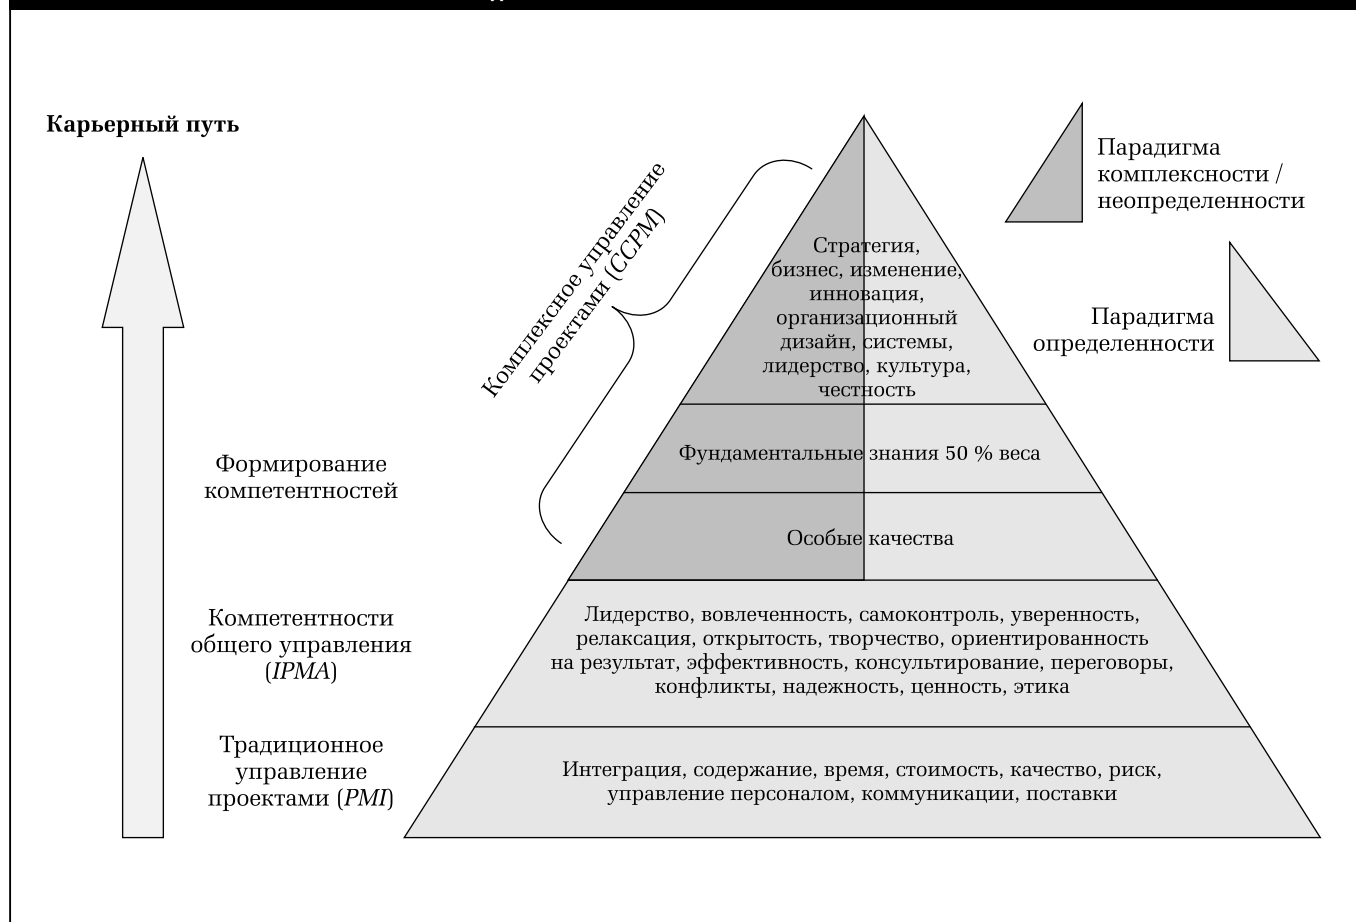 Карьерный путь
Комплексное управление
проектами (CCPM)
Парадигма
комплексности /
неопределенности
Парадигма
определенности
Стратегия,
бизнес, изменение,
инновация,
организационный
дизайн, системы,
лидерство, культура,
честность
Фундаментальные знания 50 % веса
Формирование
компетентностей
Особые качества
Компетентности
общего управления
(IPMA)
Лидерство, вовлеченность, самоконтроль, уверенность,
релаксация, открытость, творчество, ориентированность
на результат, эффективность, консультирование, переговоры,
конфликты, надежность, ценность, этика
Традиционное
управление
проектами (PMI)
Интеграция, содержание, время, стоимость, качество, риск,
управление персоналом, коммуникации, поставки